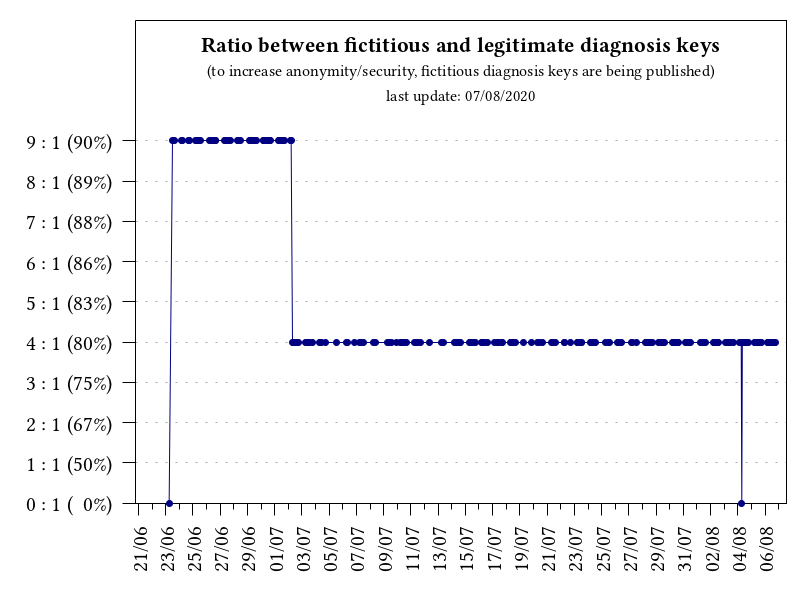 Ratio between fictitious and legitimate diagnosis keys
(to increase anonymity/security, fictitious diagnosis keys are being published)
last update: 07/08/2020
9 : 1 (90%)
8 : 1 (89%)
7 : 1 (88%)
6 : 1 (86%)
5 : 1 (83%)
4 : 1 (80%)
3 : 1 (75%)
2 : 1 (67%)
1 : 1 (50%)
0 : 1 (  0%)
21/06
23/06
25/06
27/06
29/06
01/07
03/07
05/07
07/07
09/07
11/07
13/07
15/07
17/07
19/07
21/07
23/07
25/07
27/07
29/07
31/07
02/08
04/08
06/08